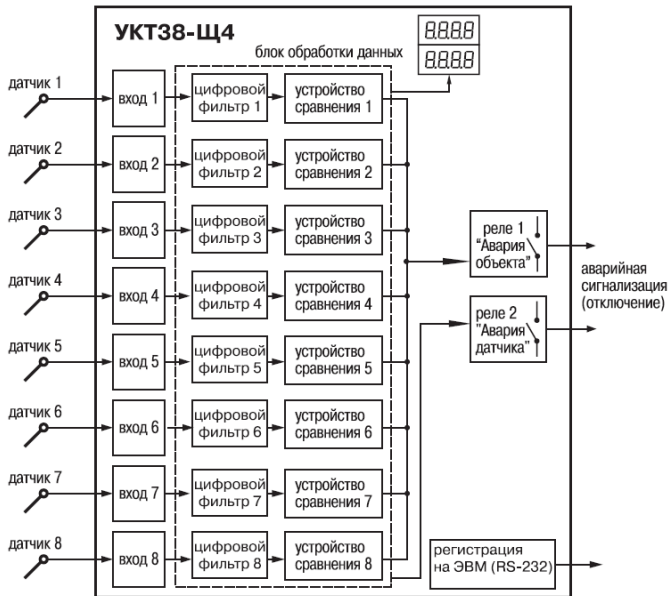 УКТ38-Щ4
блок обработки данных
8.8.8.8
8.8.8.8
датчик 1
вход 1
цифровой
фильтр 1
устройство
сравнения 1
датчик 2
вход 2
цифровой
фильтр 2
устройство
сравнения 2
датчик 3
вход 3
цифровой
фильтр 3
устройство
сравнения 3
реле 1
"Авария
объекта"
датчик 4
вход 4
цифровой
фильтр 4
устройство
сравнения 4
аварийная
сигнализация
(отключение)
реле 2
"Авария
датчика"
датчик 5
вход 5
цифровой
фильтр 5
устройство
сравнения 5
датчик 6
вход 6
цифровой
фильтр 6
устройство
сравнения 6
датчик 7
вход 7
цифровой
фильтр 7
устройство
сравнения 7
датчик 8
вход 8
цифровой
фильтр 8
устройство
сравнения 8
регистрация
на ЭВМ (RS-232)